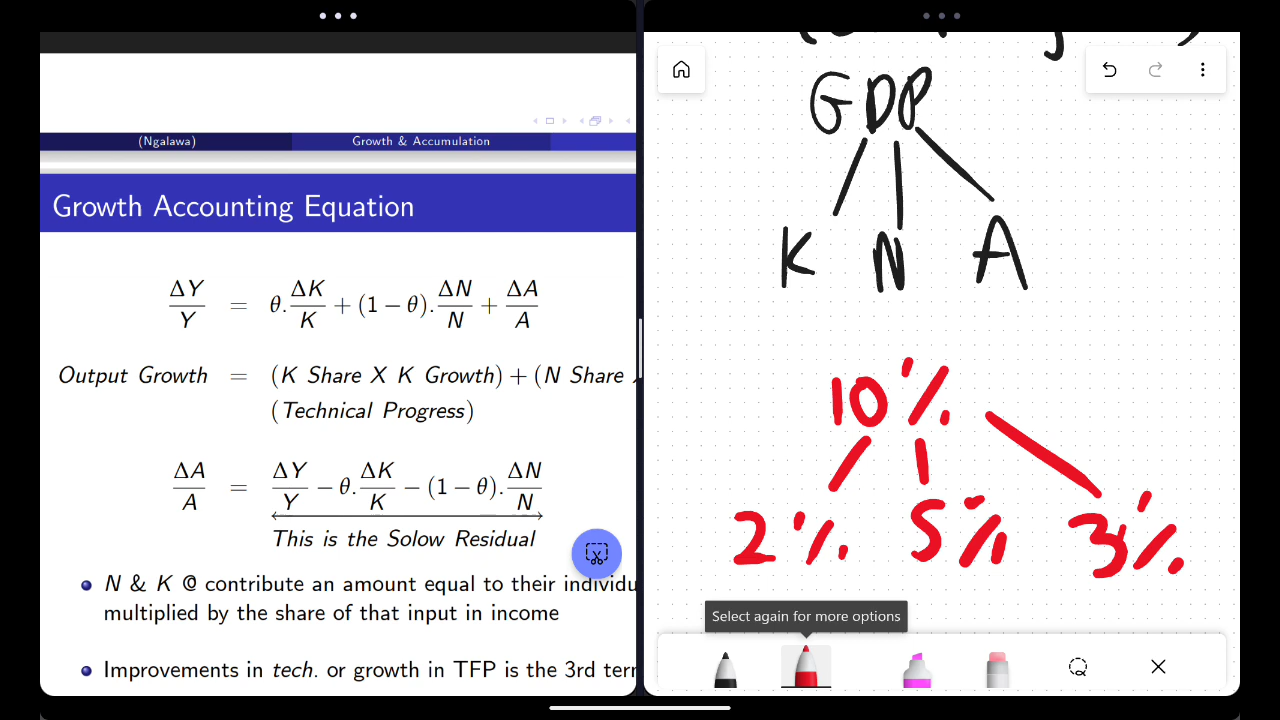 (Ngalawa) Growth & Accumulation
Growth Accounting Equation
ΔY/Y = θ.ΔK/K + (1 − θ).ΔN/N + ΔA/A
Output Growth = (K Share X K Growth) + (N Share
(Technical Progress)
ΔA/A = ΔY/Y − θ.ΔK/K − (1 − θ).ΔN/N
This is the Solow Residual
N & K @ contribute an amount equal to their
multiplied by the share of that input in income
Improvements in tech. or growth in TFP is the 3rd
GDP
K N A
10%
2% 5% 3%
Select again for more options